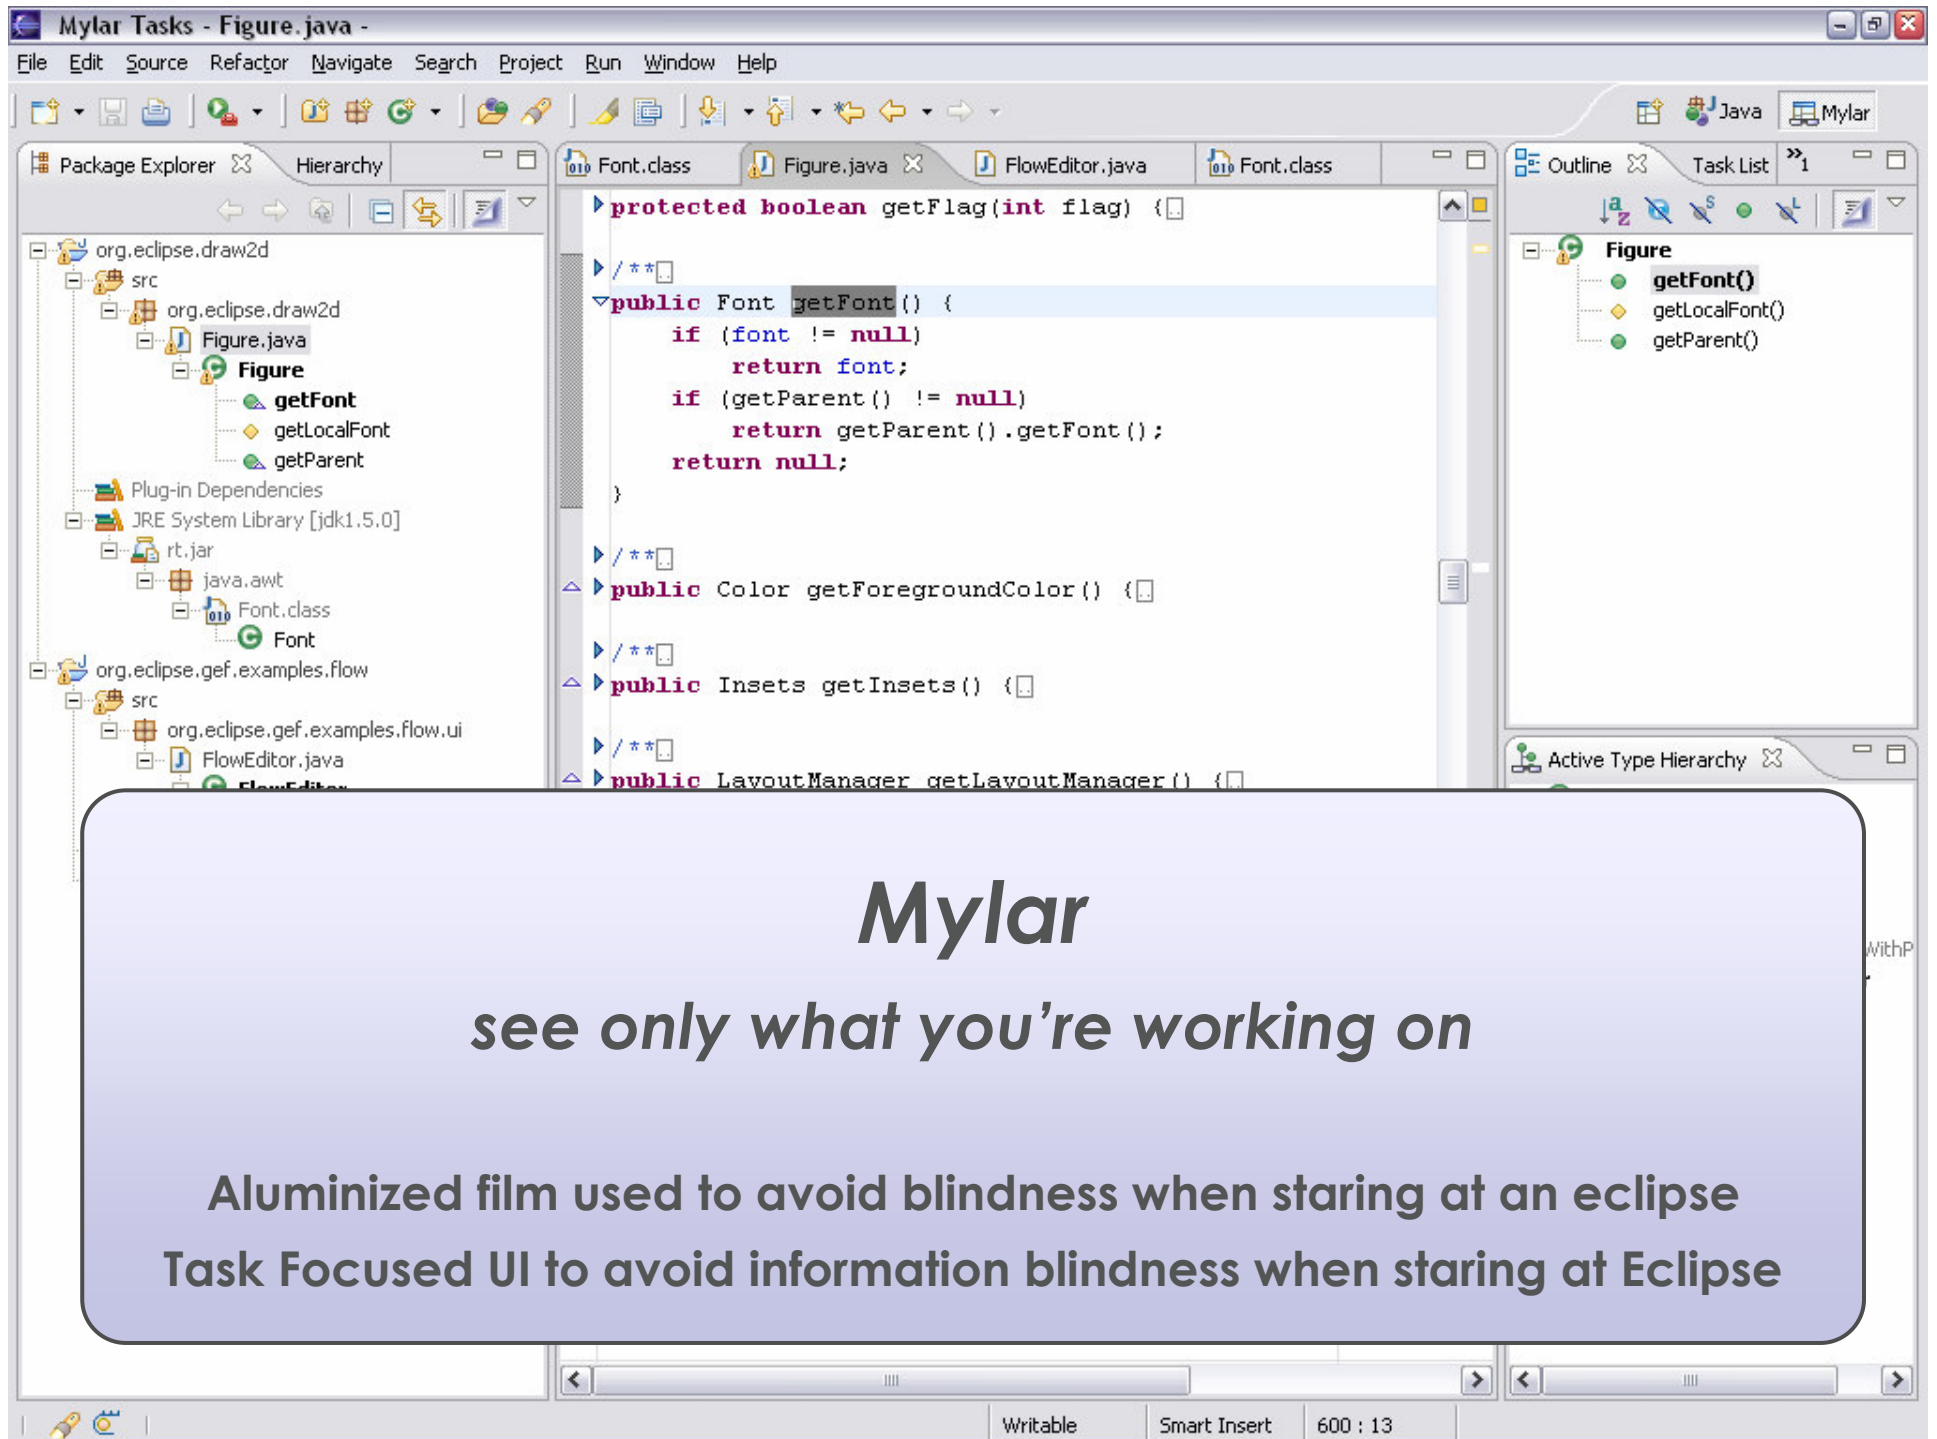 Mylar Tasks - Figure.java -
File Edit Source Refactor Navigate Search Project Run Window Help
Java Mylar
Package Explorer Hierarchy
org.eclipse.draw2d
src
org.eclipse.draw2d
Figure.java
Figure
getFont
getLocalFont
getParent
Plug-in Dependencies
JRE System Library [jdk1.5.0]
rt.jar
java.awt
Font.class
Font
org.eclipse.gef.examples.flow
src
org.eclipse.gef.examples.flow.ui
FlowEditor.java
FlowEditor
Font.class Figure.java FlowEditor.java Font.class
protected boolean getFlag(int flag) {
/**
public Font getFont() {
if (font != null)
return font;
if (getParent() != null)
return getParent().getFont();
return null;
}
/**
public Color getForegroundColor() {
/**
public Insets getInsets() {
/**
public LayoutManager getLayoutManager() {
Outline Task List »1
Figure
getFont()
getLocalFont()
getParent()
Active Type Hierarchy
WithP
Mylar
see only what you’re working on
Aluminized film used to avoid blindness when staring at an eclipse
Task Focused UI to avoid information blindness when staring at Eclipse
Writable Smart Insert 600 : 13